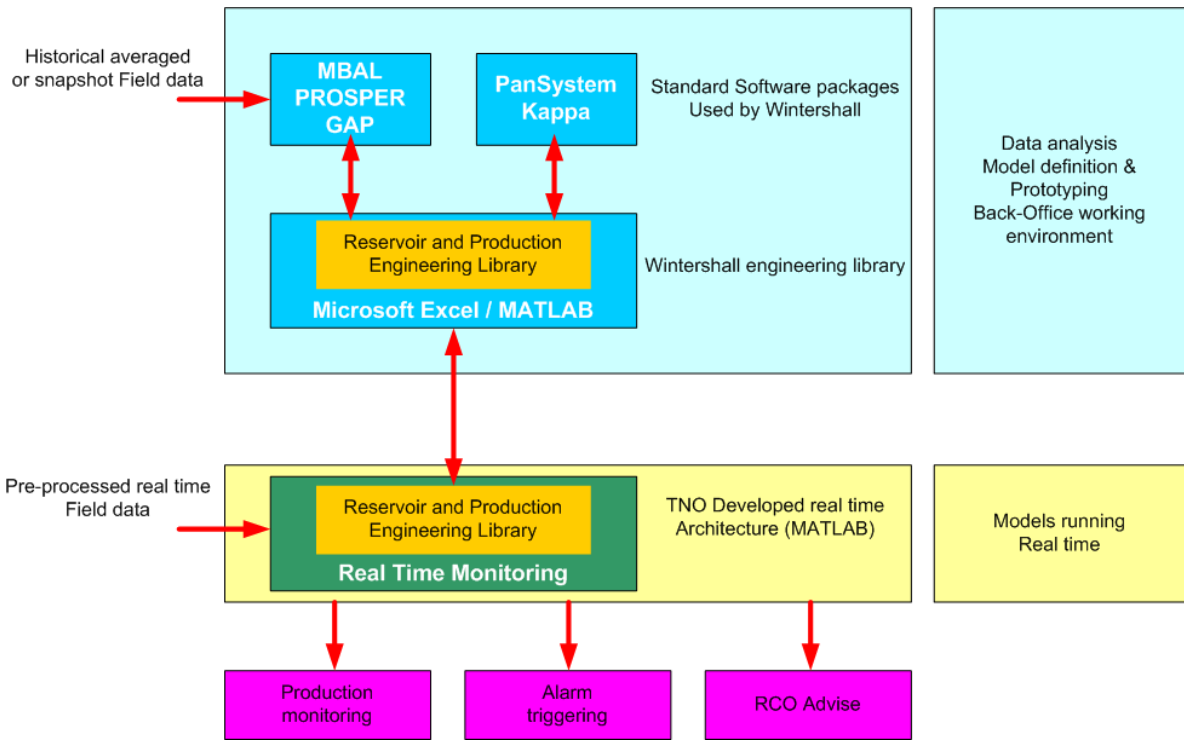 Historical averaged
or snapshot Field data
MBAL
PROSPER
GAP
PanSystem
Kappa
Standard Software packages
Used by Wintershall
Data analysis
Model definition &
Prototyping
Back-Office working
environment
Reservoir and Production
Engineering Library
Microsoft Excel / MATLAB
Wintershall engineering library
Pre-processed real time
Field data
Reservoir and Production
Engineering Library
Real Time Monitoring
TNO Developed real time
Architecture (MATLAB)
Models running
Real time
Production
monitoring
Alarm
triggering
RCO Advise